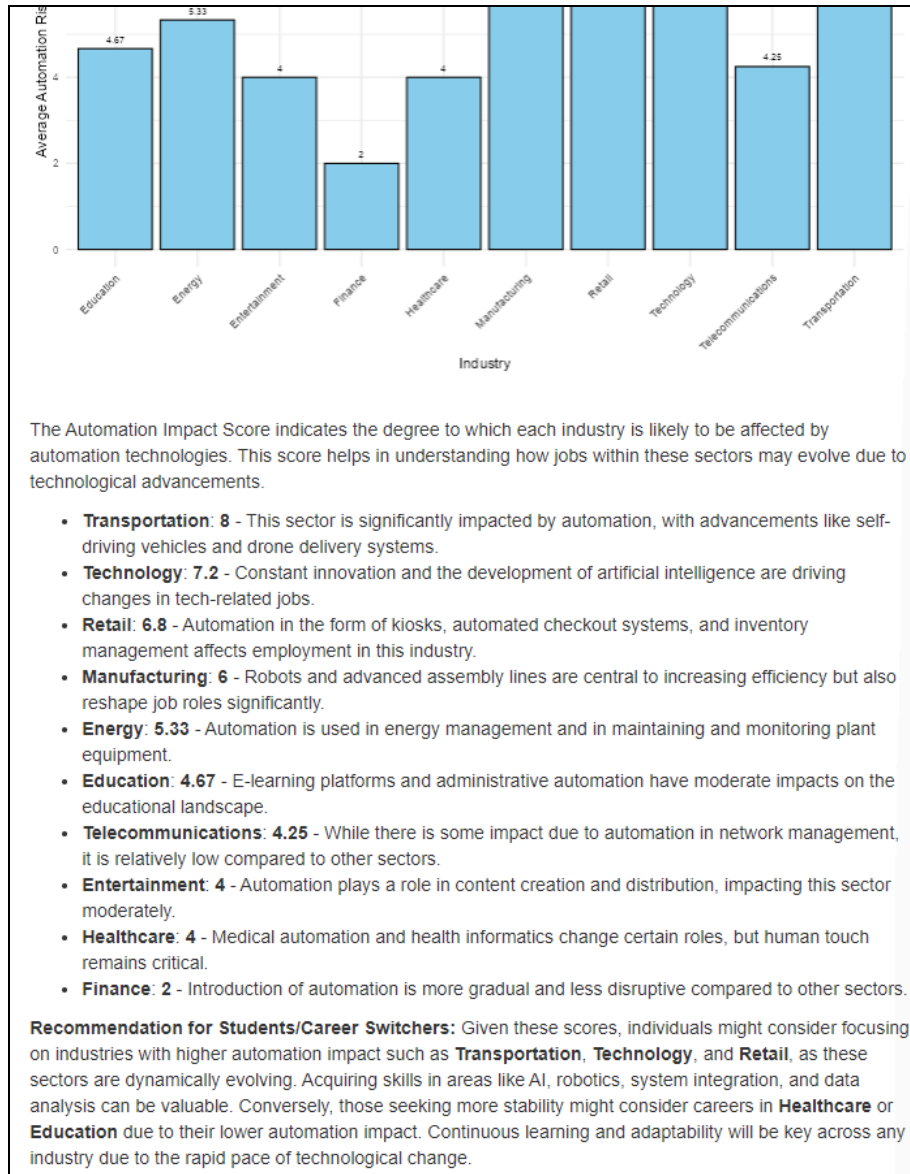 Average Automation Ris
4.67
5.33
4
2
4
4.25
4
2
0
Education
Energy
Entertainment
Finance
Healthcare
Manufacturing
Retail
Technology
Telecommunications
Transportation
Industry
The Automation Impact Score indicates the degree to which each industry is likely to be affected by
automation technologies. This score helps in understanding how jobs within these sectors may evolve due to
technological advancements.
• Transportation: 8 - This sector is significantly impacted by automation, with advancements like self-
driving vehicles and drone delivery systems.
• Technology: 7.2 - Constant innovation and the development of artificial intelligence are driving
changes in tech-related jobs.
• Retail: 6.8 - Automation in the form of kiosks, automated checkout systems, and inventory
management affects employment in this industry.
• Manufacturing: 6 - Robots and advanced assembly lines are central to increasing efficiency but also
reshape job roles significantly.
• Energy: 5.33 - Automation is used in energy management and in maintaining and monitoring plant
equipment.
• Education: 4.67 - E-learning platforms and administrative automation have moderate impacts on the
educational landscape.
• Telecommunications: 4.25 - While there is some impact due to automation in network management,
it is relatively low compared to other sectors.
• Entertainment: 4 - Automation plays a role in content creation and distribution, impacting this sector
moderately.
• Healthcare: 4 - Medical automation and health informatics change certain roles, but human touch
remains critical.
• Finance: 2 - Introduction of automation is more gradual and less disruptive compared to other sectors.
Recommendation for Students/Career Switchers: Given these scores, individuals might consider focusing
on industries with higher automation impact such as Transportation, Technology, and Retail, as these
sectors are dynamically evolving. Acquiring skills in areas like AI, robotics, system integration, and data
analysis can be valuable. Conversely, those seeking more stability might consider careers in Healthcare or
Education due to their lower automation impact. Continuous learning and adaptability will be key across any
industry due to the rapid pace of technological change.